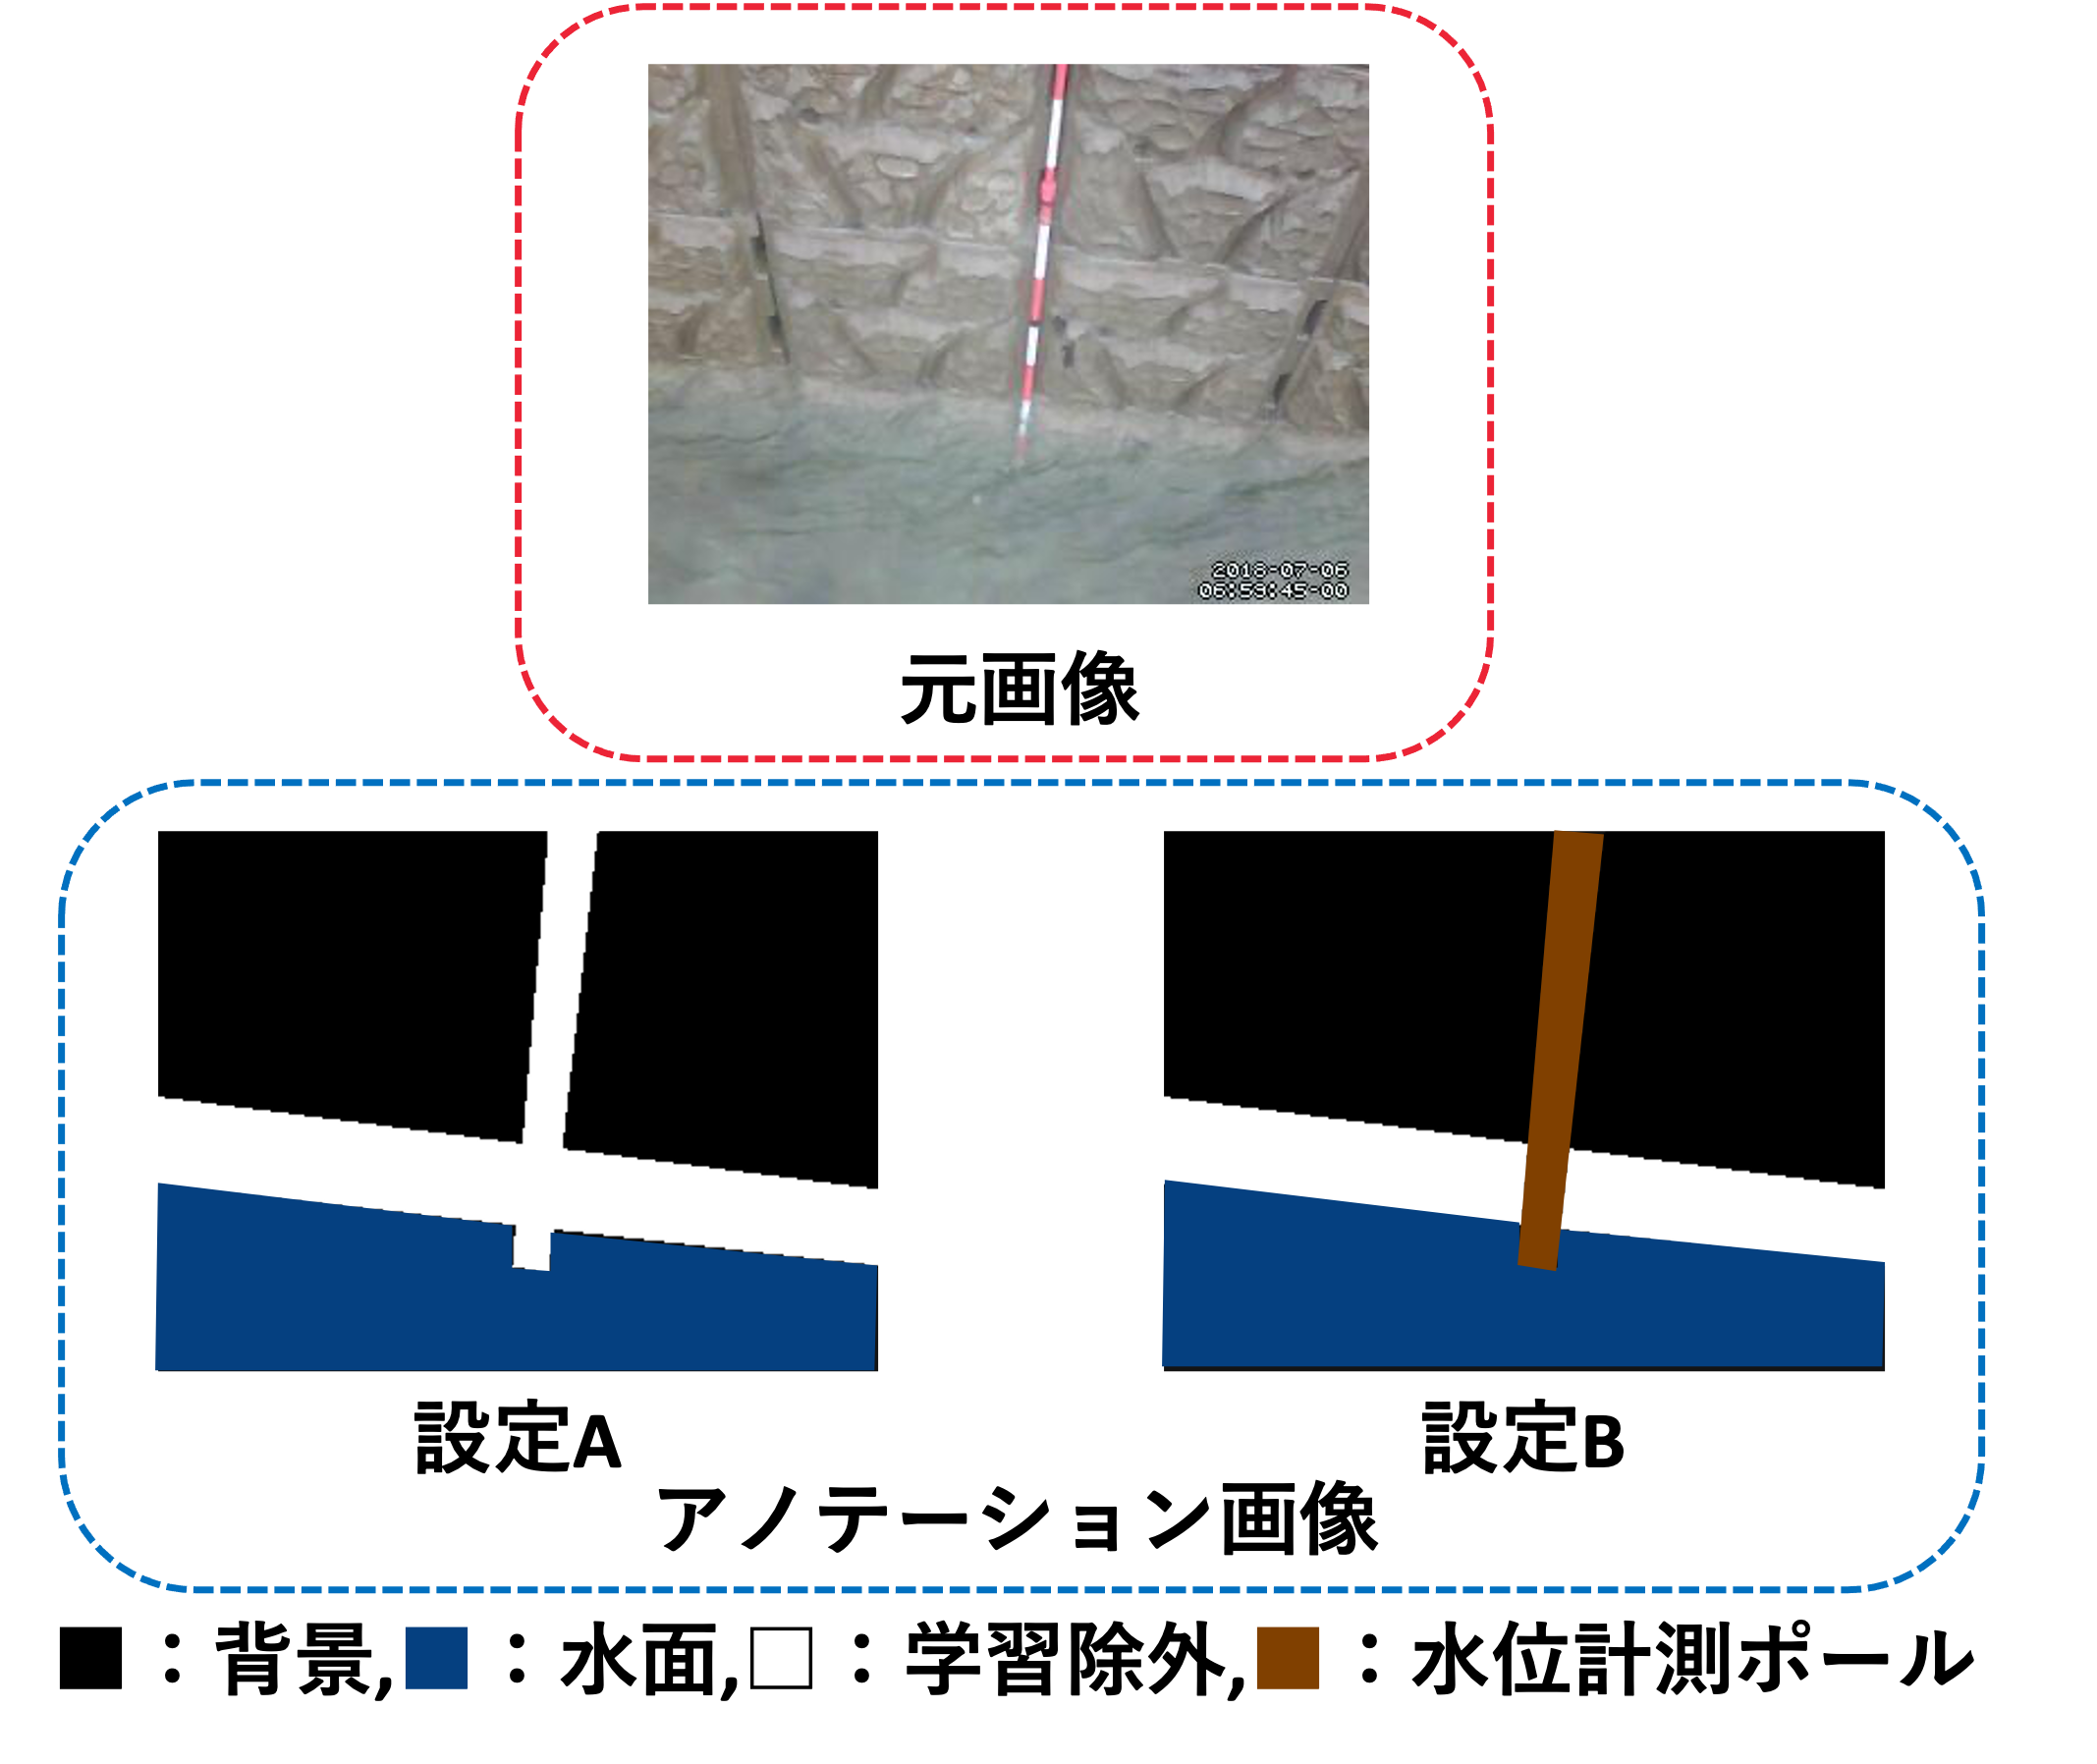 2018-07-06
06:59:45-00
元画像
設定A
設定B
アノテーション画像
：背景,：水面,：学習除外,：水位計測ポール